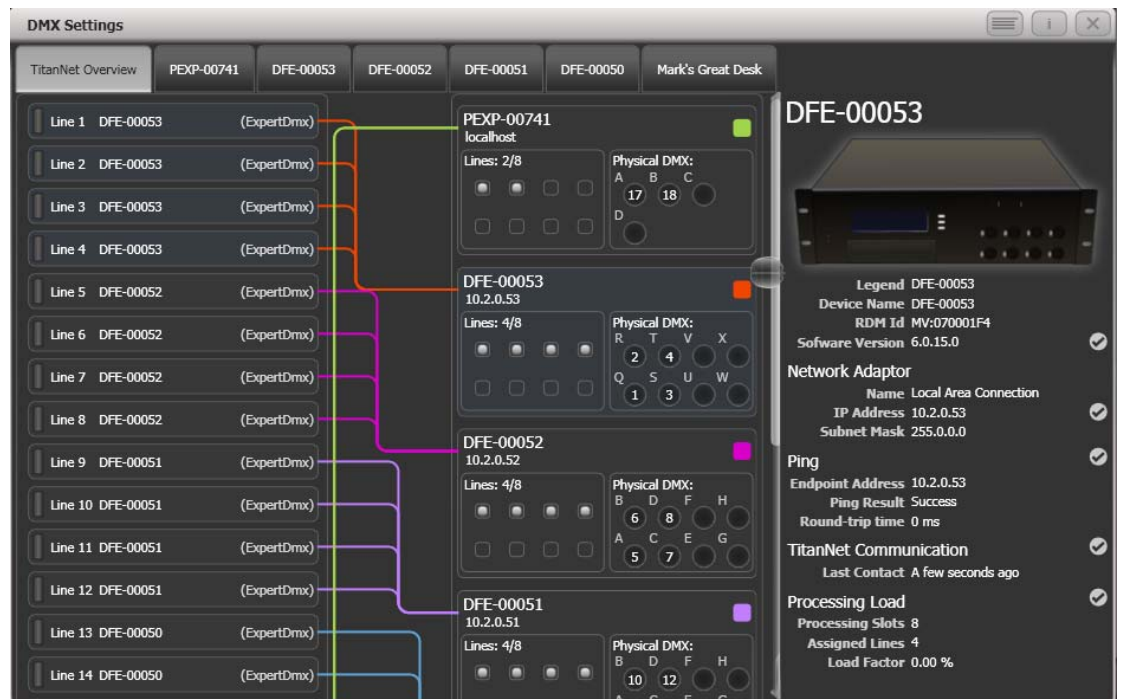 DMX Settings
i
TitanNet Overview PEXP-00741 DFE-00053 DFE-00052 DFE-00051 DFE-00050 Mark's Great Desk
Line 1 DFE-00053 (ExpertDmx)
Line 2 DFE-00053 (ExpertDmx)
Line 3 DFE-00053 (ExpertDmx)
Line 4 DFE-00053 (ExpertDmx)
Line 5 DFE-00052 (ExpertDmx)
Line 6 DFE-00052 (ExpertDmx)
Line 7 DFE-00052 (ExpertDmx)
Line 8 DFE-00052 (ExpertDmx)
Line 9 DFE-00051 (ExpertDmx)
Line 10 DFE-00051 (ExpertDmx)
Line 11 DFE-00051 (ExpertDmx)
Line 12 DFE-00051 (ExpertDmx)
Line 13 DFE-00050 (ExpertDmx)
Line 14 DFE-00050 (ExpertDmx)
PEXP-00741
localhost
Lines: 2/8
Physical DMX:
A B C
17 18
D
DFE-00053
10.2.0.53
Lines: 4/8
Physical DMX:
R T V X
2 4
Q S U W
1 3
DFE-00052
10.2.0.52
Lines: 4/8
Physical DMX:
B D F H
6 8
A C E G
5 7
DFE-00051
10.2.0.51
Lines: 4/8
Physical DMX:
B D F H
10 12
DFE-00053
Legend DFE-00053
Device Name DFE-00053
RDM Id MV:070001F4
Sofware Version 6.0.15.0
Network Adaptor
Name Local Area Connection
IP Address 10.2.0.53
Subnet Mask 255.0.0.0
Ping
Endpoint Address 10.2.0.53
Ping Result Success
Round-trip time 0 ms
TitanNet Communication
Last Contact A few seconds ago
Processing Load
Processing Slots 8
Assigned Lines 4
Load Factor 0.00 %